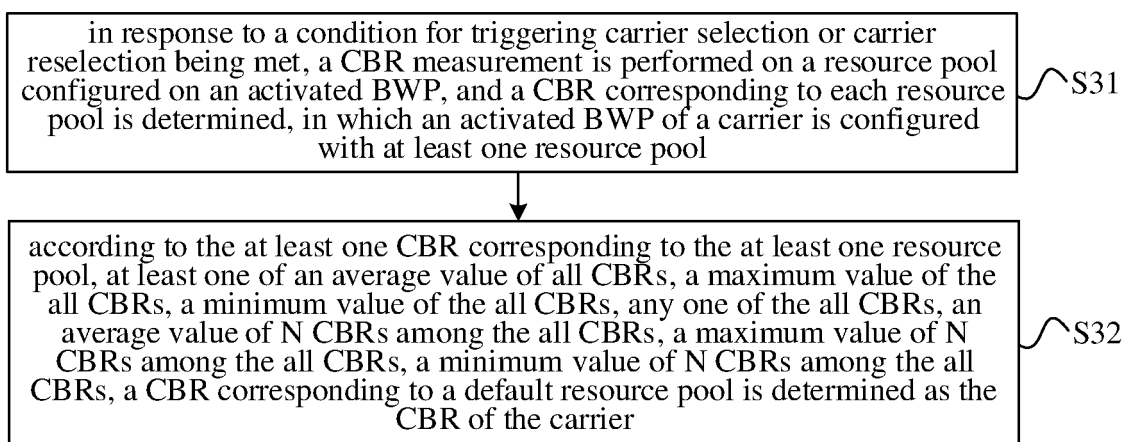 in response to a condition for triggering carrier selection or carrier
reselection being met, a CBR measurement is performed on a resource pool
configured on an activated BWP, and a CBR corresponding to each resource
pool is determined, in which an activated BWP of a carrier is configured
with at least one resource pool
S31
according to the at least one CBR corresponding to the at least one resource
pool, at least one of an average value of all CBRs, a maximum value of the
all CBRs, a minimum value of the all CBRs, any one of the all CBRs, an
average value of N CBRs among the all CBRs, a maximum value of N
CBRs among the all CBRs, a minimum value of N CBRs among the all
CBRs, a CBR corresponding to a default resource pool is determined as the
CBR of the carrier
S32